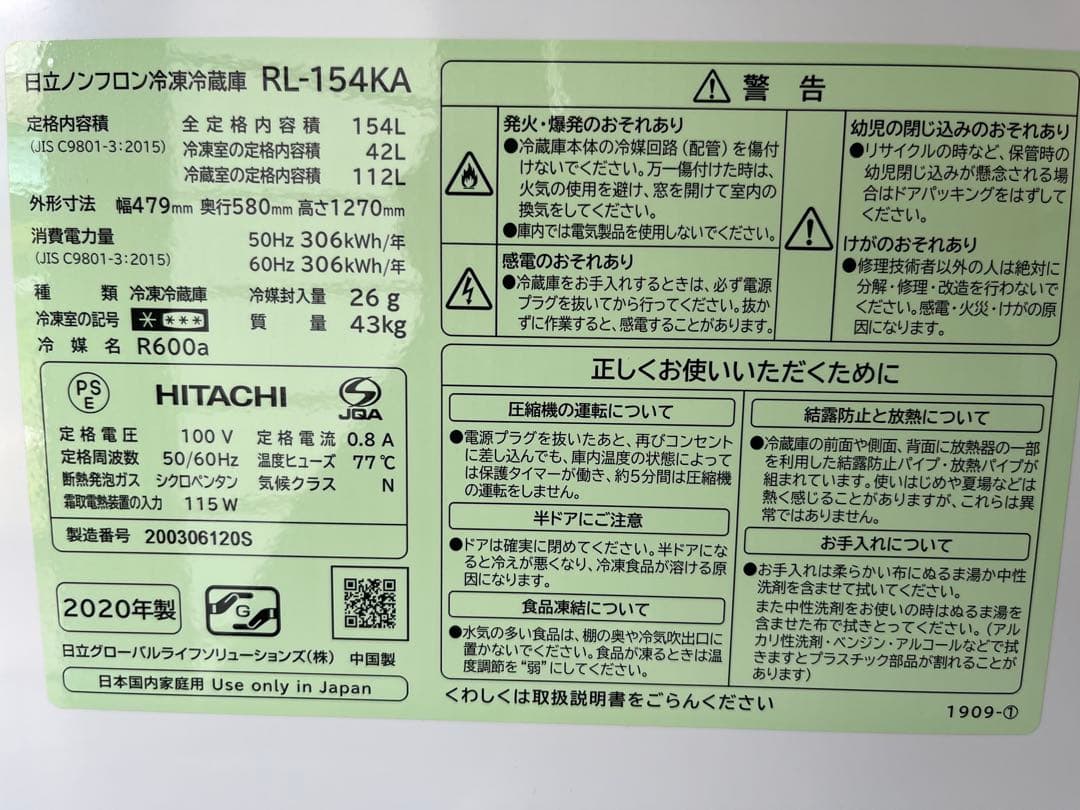 日立ノンフロン冷凍冷蔵庫 RL-154KA
定格内容積 全定格内容積 154L
(JIS C9801-3:2015) 冷凍室の定格内容積 42L
冷蔵室の定格内容積 112L
外形寸法 幅479mm 奥行580mm 高さ1270mm
消費電力量 50Hz 306kWh/年
(JIS C9801-3:2015) 60Hz 306kWh/年
種 類 冷凍冷蔵庫 冷媒封入量 26g
冷凍室の記号 * *** 質 量 43kg
冷 媒 名 R600a
PSE HITACHI JQA
定格電圧 100V 定格電流 0.8A
定格周波数 50/60Hz 温度ヒューズ 77℃
断熱発泡ガス シクロペンタン 気候クラス N
霜取電熱装置の入力 115W
製造番号 200306120S
2020年製 G
日立グローバルライフソリューションズ(株) 中国製
日本国内家庭用 Use only in Japan
警 告
発火・爆発のおそれあり
●冷蔵庫本体の冷媒回路(配管)を傷付
けないでください。万一傷付けた時は、
火気の使用を避け、窓を開けて室内の
換気をしてください。
●庫内では電気製品を使用しないでください。
感電のおそれあり
●冷蔵庫をお手入れするときは、必ず電源
プラグを抜いてから行ってください。抜か
ずに作業すると、感電することがあります。
幼児の閉じ込みのおそれあり
●リサイクルの時など、保管時の
幼児閉じ込みが懸念される場
合はドアパッキングをはずして
ください。
けがのおそれあり
●修理技術者以外の人は絶対に
分解・修理・改造を行わないで
ください。感電・火災・けがの原
因になります。
正しくお使いいただくために
圧縮機の運転について
●電源プラグを抜いたあと、再びコンセント
に差し込んでも、庫内温度の状態によって
は保護タイマーが働き、約5分間は圧縮機
の運転をしません。
半ドアにご注意
●ドアは確実に閉めてください。半ドアにな
ると冷えが悪くなり、冷凍食品が溶ける原
因になります。
食品凍結について
●水気の多い食品は、棚の奥や冷気吹出口に
置かないでください。食品が凍るときは温
度調節を“弱”にしてください。
結露防止と放熱について
●冷蔵庫の前面や側面、背面に放熱器の一部
を利用した結露防止パイプ・放熱パイプが
組まれています。使いはじめや夏場などは
熱く感じることがありますが、これらは異
常ではありません。
お手入れについて
●お手入れは柔らかい布にぬるま湯か中性
洗剤を含ませて拭いてください。
また中性洗剤をお使いの時はぬるま湯を
含ませた布で拭きとってください。(アル
カリ性洗剤・ベンジン・アルコールなどで拭
きますとプラスチック部品が割れることが
あります)
くわしくは取扱説明書をごらんください
1909-①